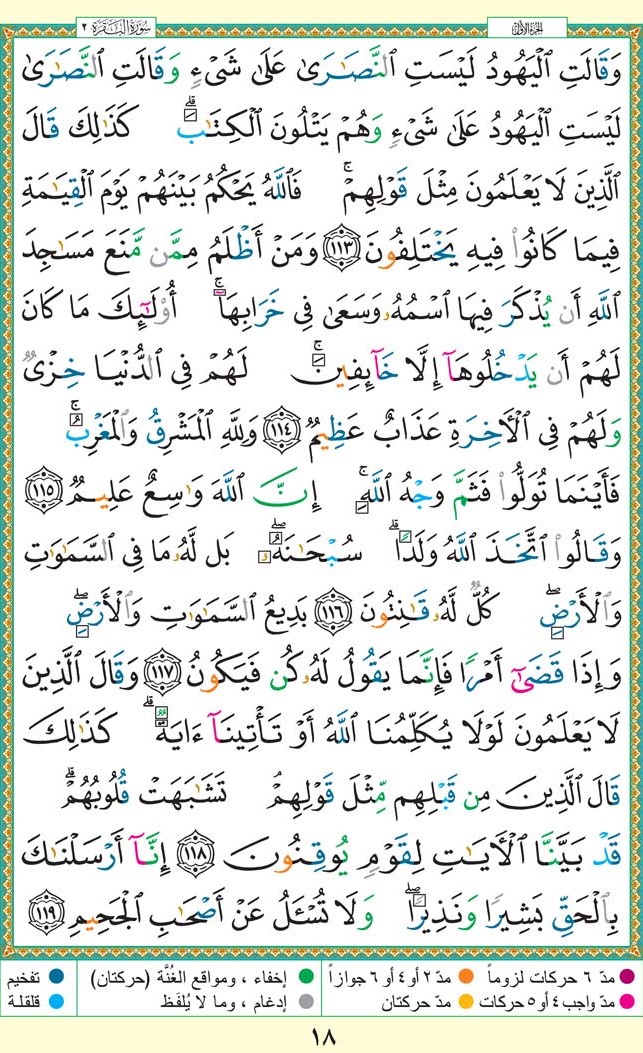 الجزء الأول
سورة البقرة ٢
وَقَالَتِ ٱلْيَهُودُ لَيْسَتِ ٱلنَّصَـٰرَىٰ عَلَىٰ شَىْءٍ وَقَالَتِ ٱلنَّصَـٰرَىٰ
لَيْسَتِ ٱلْيَهُودُ عَلَىٰ شَىْءٍ وَهُمْ يَتْلُونَ ٱلْكِتَـٰبَ ۗ كَذَٰلِكَ قَالَ
ٱلَّذِينَ لَا يَعْلَمُونَ مِثْلَ قَوْلِهِمْ ۚ فَٱللَّهُ يَحْكُمُ بَيْنَهُمْ يَوْمَ ٱلْقِيَـٰمَةِ
فِيمَا كَانُوا۟ فِيهِ يَخْتَلِفُونَ ﴿١١٣﴾ وَمَنْ أَظْلَمُ مِمَّن مَّنَعَ مَسَـٰجِدَ
ٱللَّهِ أَن يُذْكَرَ فِيهَا ٱسْمُهُۥ وَسَعَىٰ فِى خَرَابِهَآ ۚ أُو۟لَـٰٓئِكَ مَا كَانَ
لَهُمْ أَن يَدْخُلُوهَآ إِلَّا خَآئِفِينَ ۚ لَهُمْ فِى ٱلدُّنْيَا خِزْىٌ
وَلَهُمْ فِى ٱلْـَٔاخِرَةِ عَذَابٌ عَظِيمٌ ﴿١١٤﴾ وَلِلَّهِ ٱلْمَشْرِقُ وَٱلْمَغْرِبُ ۚ
فَأَيْنَمَا تُوَلُّوا۟ فَثَمَّ وَجْهُ ٱللَّهِ ۚ إِنَّ ٱللَّهَ وَٰسِعٌ عَلِيمٌ ﴿١١٥﴾
وَقَالُوا۟ ٱتَّخَذَ ٱللَّهُ وَلَدًا ۗ سُبْحَـٰنَهُۥ ۖ بَل لَّهُۥ مَا فِى ٱلسَّمَـٰوَٰتِ
وَٱلْأَرْضِ ۖ كُلٌّ لَّهُۥ قَـٰنِتُونَ ﴿١١٦﴾ بَدِيعُ ٱلسَّمَـٰوَٰتِ وَٱلْأَرْضِ ۖ
وَإِذَا قَضَىٰٓ أَمْرًا فَإِنَّمَا يَقُولُ لَهُۥ كُن فَيَكُونُ ﴿١١٧﴾ وَقَالَ ٱلَّذِينَ
لَا يَعْلَمُونَ لَوْلَا يُكَلِّمُنَا ٱللَّهُ أَوْ تَأْتِينَآ ءَايَةٌ ۗ كَذَٰلِكَ
قَالَ ٱلَّذِينَ مِن قَبْلِهِم مِّثْلَ قَوْلِهِمْ ۘ تَشَـٰبَهَتْ قُلُوبُهُمْ ۗ
قَدْ بَيَّنَّا ٱلْـَٔايَـٰتِ لِقَوْمٍ يُوقِنُونَ ﴿١١٨﴾ إِنَّآ أَرْسَلْنَـٰكَ
بِٱلْحَقِّ بَشِيرًا وَنَذِيرًا ۖ وَلَا تُسْـَٔلُ عَنْ أَصْحَـٰبِ ٱلْجَحِيمِ ﴿١١٩﴾
مدّ ٦ حركات لزوماً مدّ ٢ أو ٤ أو ٦ جوازاً إخفاء ، ومواقع الغُنَّة (حركتان) تفخيم
مدّ واجب ٤ أو ٥ حركات مدّ حركتان إدغام ، وما لا يُلفَظ قلقلة
١٨